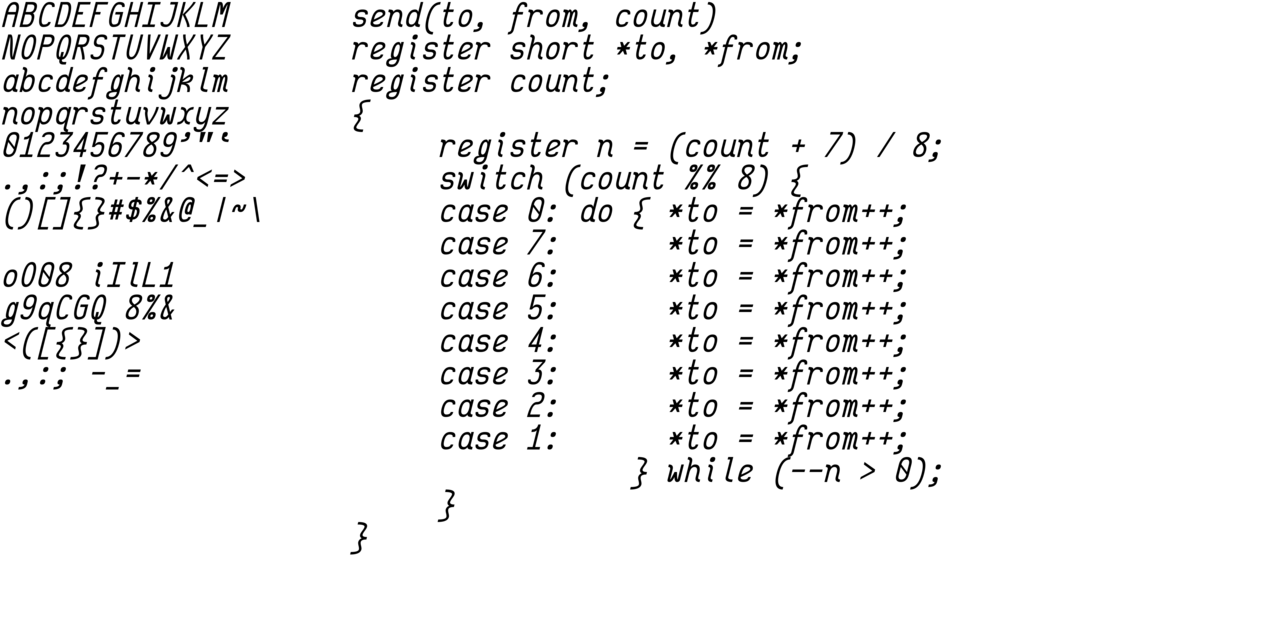 ABCDEFGHIJKLM
NOPQRSTUVWXYZ
abcdefghijklm
nopqrstuvwxyz
0123456789'"`
.,:;!?+-*/^<=>
()[]{}#$%&@_|~\
oO08 iIlL1
g9qCGQ 8%&
<([{}])>
.,:; -_=
send(to, from, count)
register short *to, *from;
register count;
{
register n = (count + 7) / 8;
switch (count %% 8) {
case 0: do { *to = *from++;
case 7: *to = *from++;
case 6: *to = *from++;
case 5: *to = *from++;
case 4: *to = *from++;
case 3: *to = *from++;
case 2: *to = *from++;
case 1: *to = *from++;
} while (--n > 0);
}
}